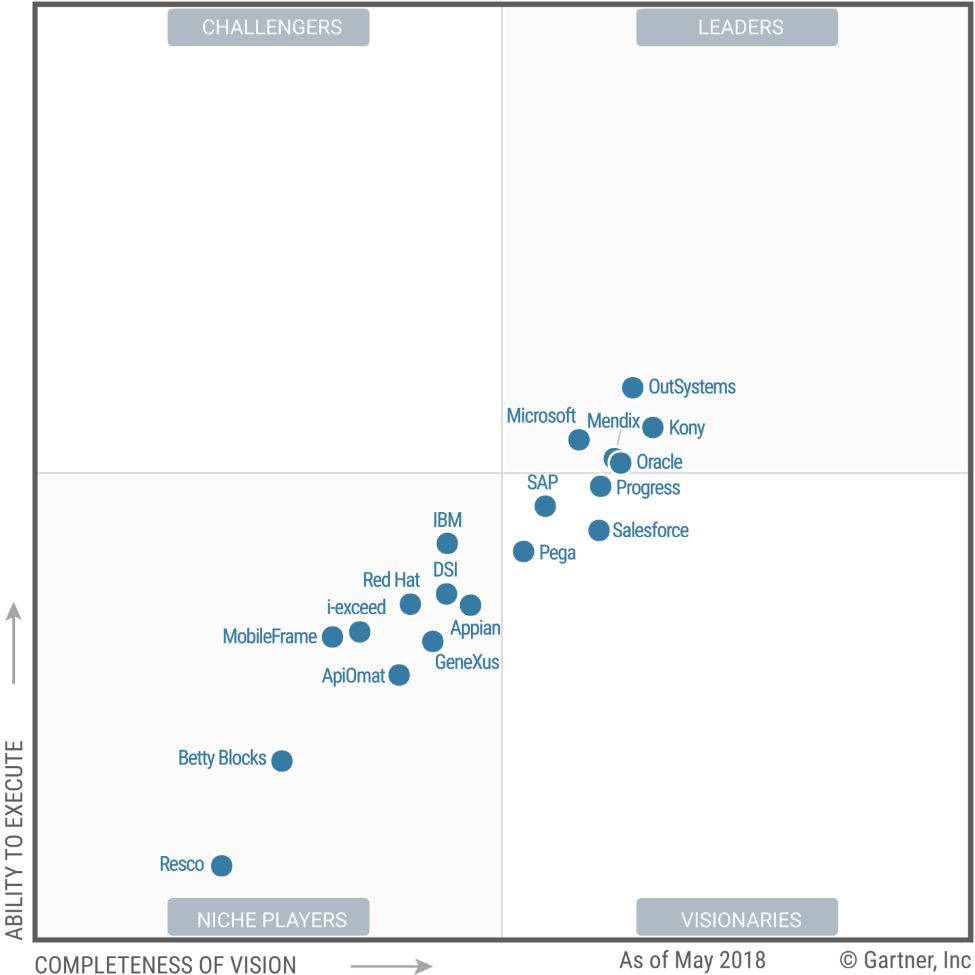 CHALLENGERS
LEADERS
OutSystems
Microsoft
Mendix
Kony
Oracle
SAP
Progress
IBM
Salesforce
Pega
DSI
Red Hat
i-exceed
Appian
MobileFrame
GeneXus
ApiOmat
Betty Blocks
Resco
ABILITY TO EXECUTE
NICHE PLAYERS
VISIONARIES
COMPLETENESS OF VISION
As of May 2018
© Gartner, Inc